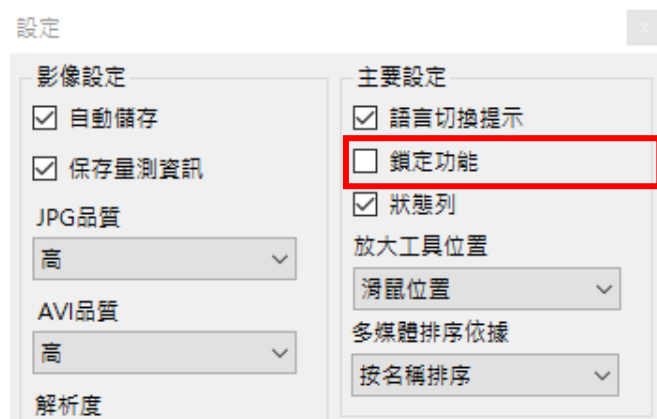 設定
x
影像設定
自動儲存
保存量測資訊
JPG品質
高
AVI品質
高
解析度
主要設定
語言切換提示
鎖定功能
狀態列
放大工具位置
滑鼠位置
多媒體排序依據
按名稱排序